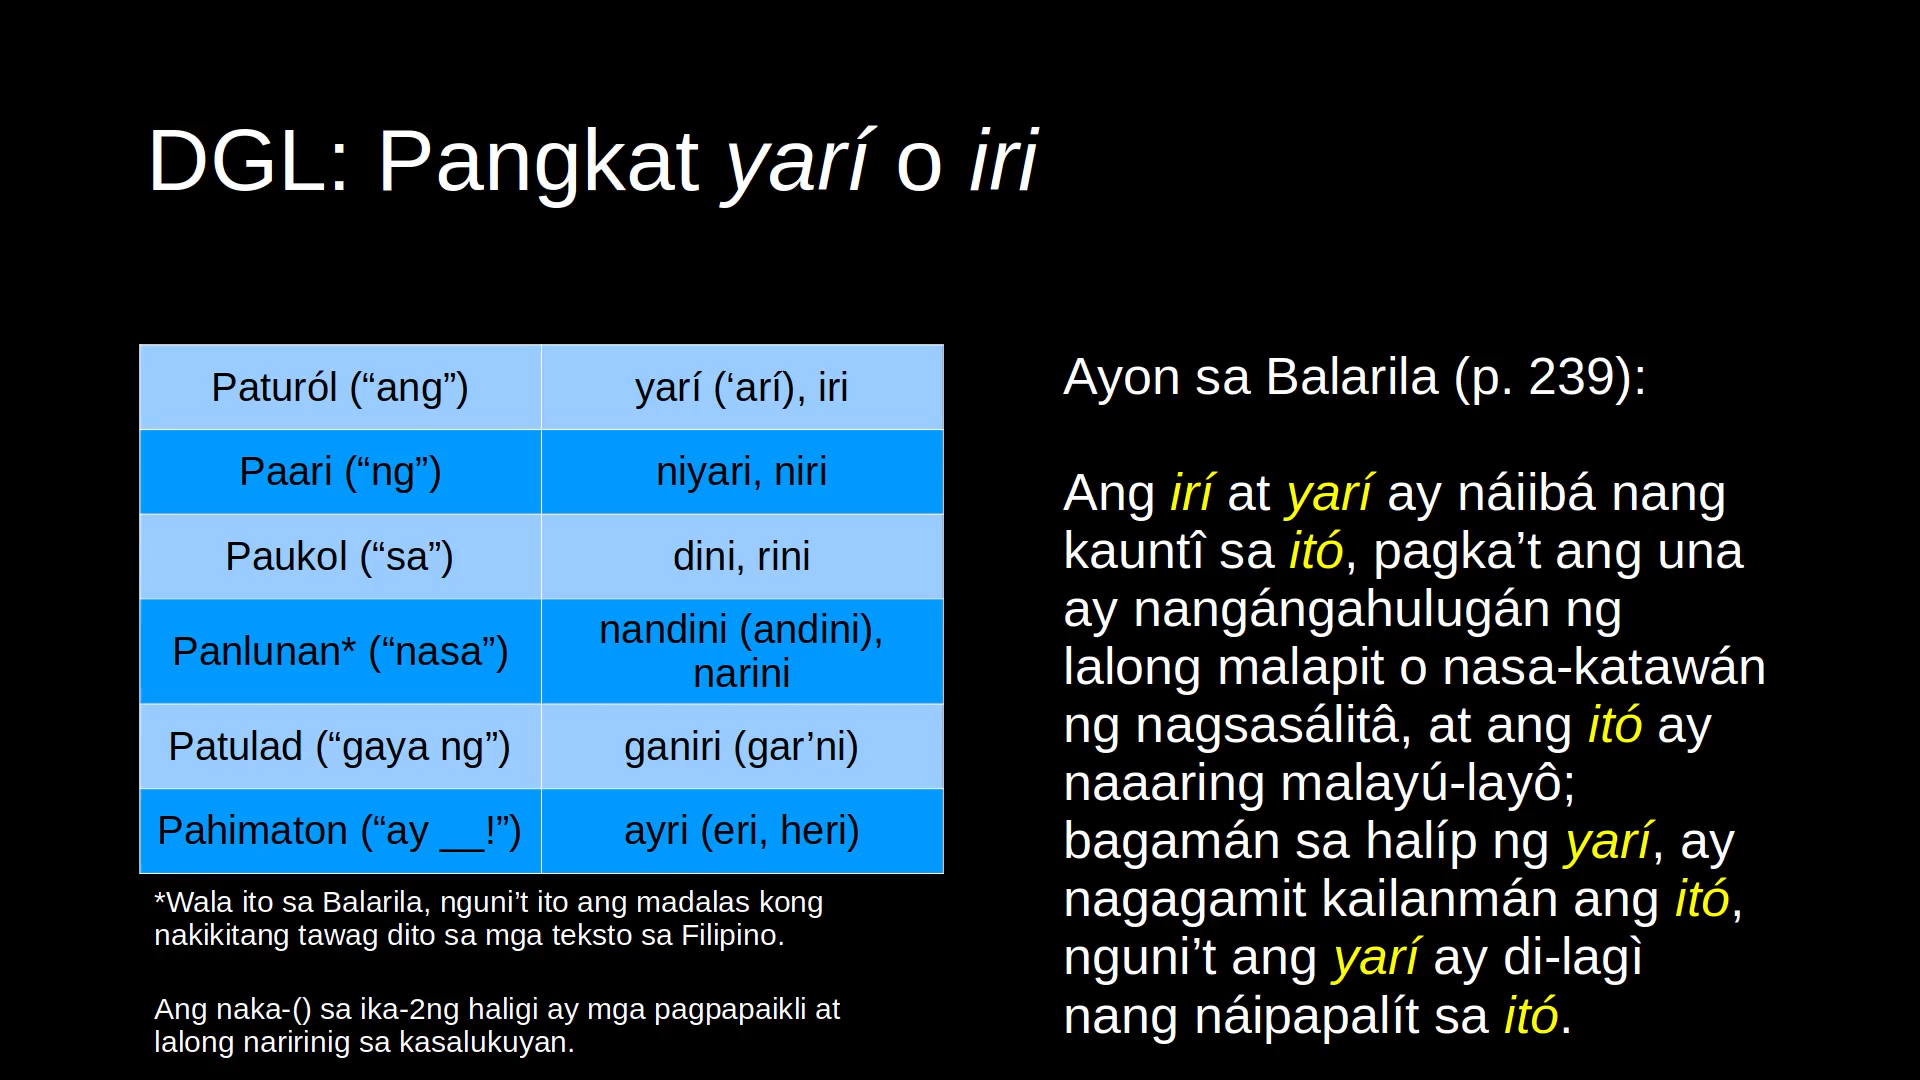 DGL: Pangkat yarí o iri
Paturól (“ang”) yarí (‘arí), iri
Paari (“ng”) niyari, niri
Paukol (“sa”) dini, rini
Panlunan* (“nasa”) nandini (andini),
narini
Patulad (“gaya ng”) ganiri (gar’ni)
Pahimaton (“ay __!”) ayri (eri, heri)
*Wala ito sa Balarila, nguni’t ito ang madalas kong
nakikitang tawag dito sa mga teksto sa Filipino.
Ang naka-() sa ika-2ng haligi ay mga pagpapaikli at
lalong naririnig sa kasalukuyan.
Ayon sa Balarila (p. 239):
Ang irí at yarí ay náiibá nang
kauntî sa itó, pagka’t ang una
ay nangángahulugán ng
lalong malapit o nasa-katawán
ng nagsasálitâ, at ang itó ay
naaaring malayú-layô;
bagamán sa halíp ng yarí, ay
nagagamit kailanmán ang itó,
nguni’t ang yarí ay di-lagì
nang náipapalít sa itó.